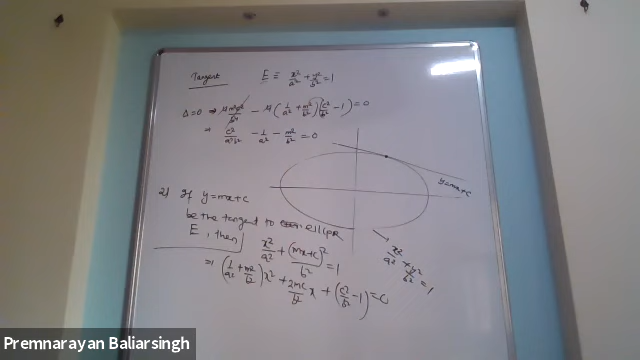 Tangent E ≡ x²/a² + y²/b² = 1
Δ=0 ⇒ 4m²c²/b⁴ - 4(1/a² + m²/b²)(c²/b² - 1) = 0
⇒ c²/a²b² - 1/a² - m²/b² = 0
y=mx+c
2) If y=mx+c
be the tangent to ellipse
E, then
x²/a² + (mx+c)²/b² = 1
x²/a² + y²/b² = 1
⇒ (1/a² + m²/b²)x² + 2mc/b² x + (c²/b² - 1) = 0
Premnarayan Baliarsingh